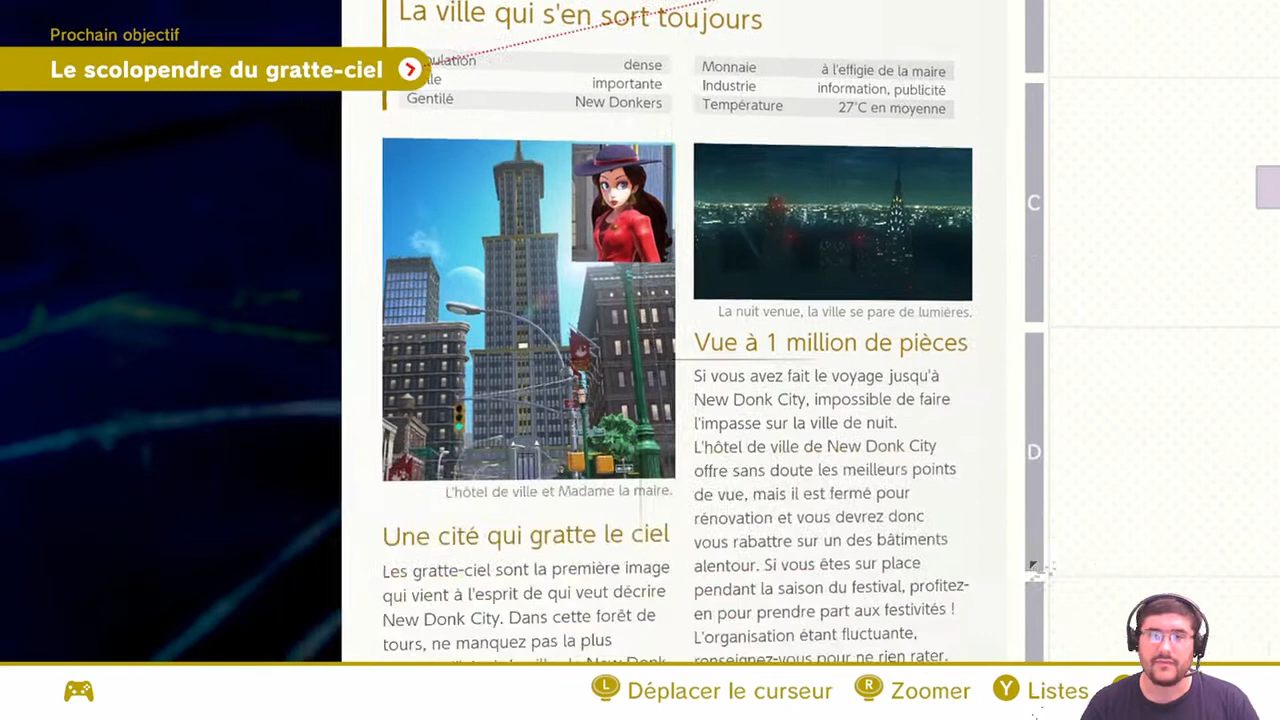 Prochain objectif
Le scolopendre du gratte-ciel
La ville qui s'en sort toujours
dense
importante
Gentilé New Donkers
Monnaie à l'effigie de la maire
Industrie information, publicité
Température 27°C en moyenne
L'hôtel de ville et Madame la maire.
Une cité qui gratte le ciel
Les gratte-ciel sont la première image
qui vient à l'esprit de qui veut décrire
New Donk City. Dans cette forêt de
tours, ne manquez pas la plus
La nuit venue, la ville se pare de lumières.
Vue à 1 million de pièces
Si vous avez fait le voyage jusqu'à
New Donk City, impossible de faire
l'impasse sur la ville de nuit.
L'hôtel de ville de New Donk City
offre sans doute les meilleurs points
de vue, mais il est fermé pour
rénovation et vous devrez donc
vous rabattre sur un des bâtiments
alentour. Si vous êtes sur place
pendant la saison du festival, profitez-
en pour prendre part aux festivités !
L'organisation étant fluctuante,
renseignez-vous pour ne rien rater.
C
D
L Déplacer le curseur
R Zoomer
Y Listes